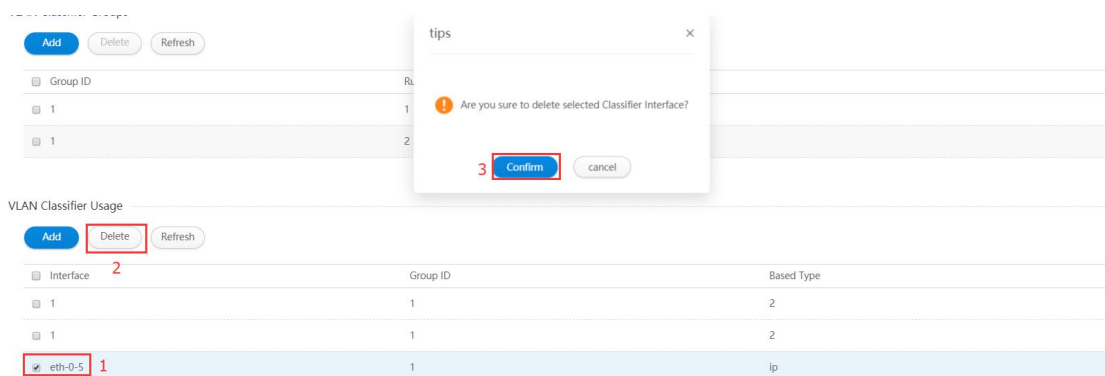 Add Delete Refresh
Group ID
1 1
1 2
tips ×
Are you sure to delete selected Classifier Interface?
3 Confirm cancel
VLAN Classifier Usage
Add Delete Refresh
2
Interface Group ID Based Type
1 1 2
1 1 2
eth-0-5 1 1 ip